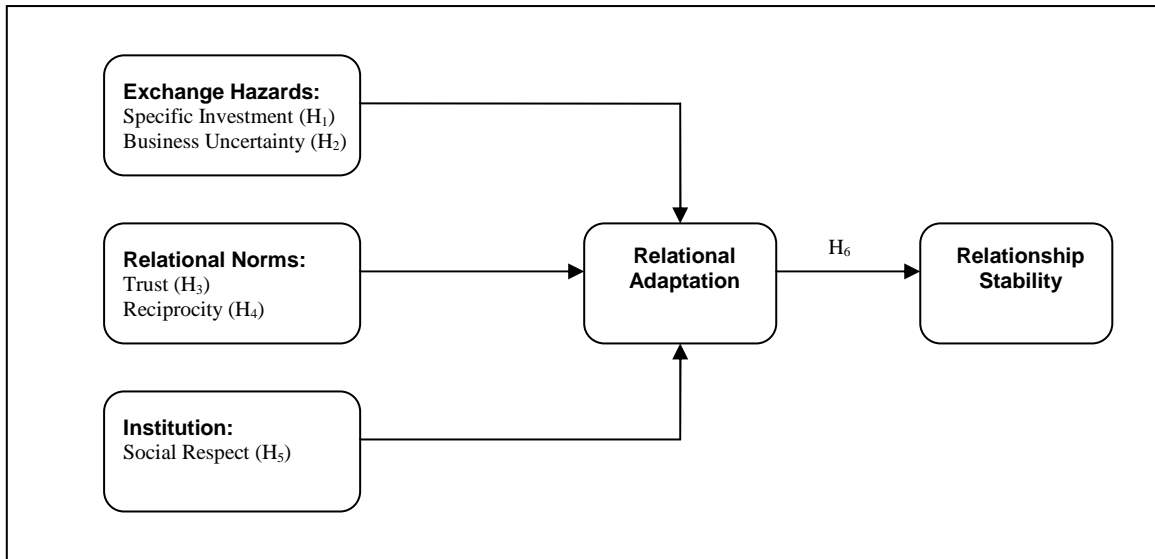 Exchange Hazards:
Specific Investment (H₁)
Business Uncertainty (H₂)
Relational Norms:
Trust (H₃)
Reciprocity (H₄)
Institution:
Social Respect (H₅)
Relational
Adaptation
H₆
Relationship
Stability